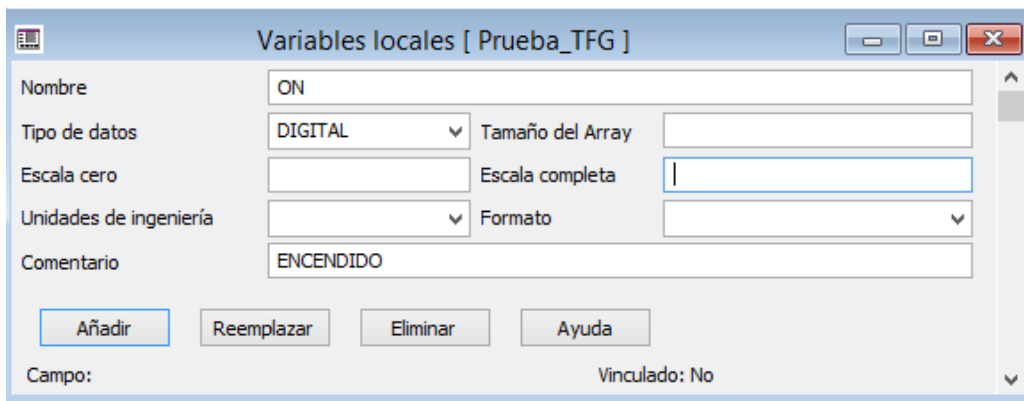 Variables locales [ Prueba_TFG ]
Nombre ON
Tipo de datos DIGITAL Tamaño del Array
Escala cero Escala completa
Unidades de ingeniería Formato
Comentario ENCENDIDO
Añadir Reemplazar Eliminar Ayuda
Campo: Vinculado: No